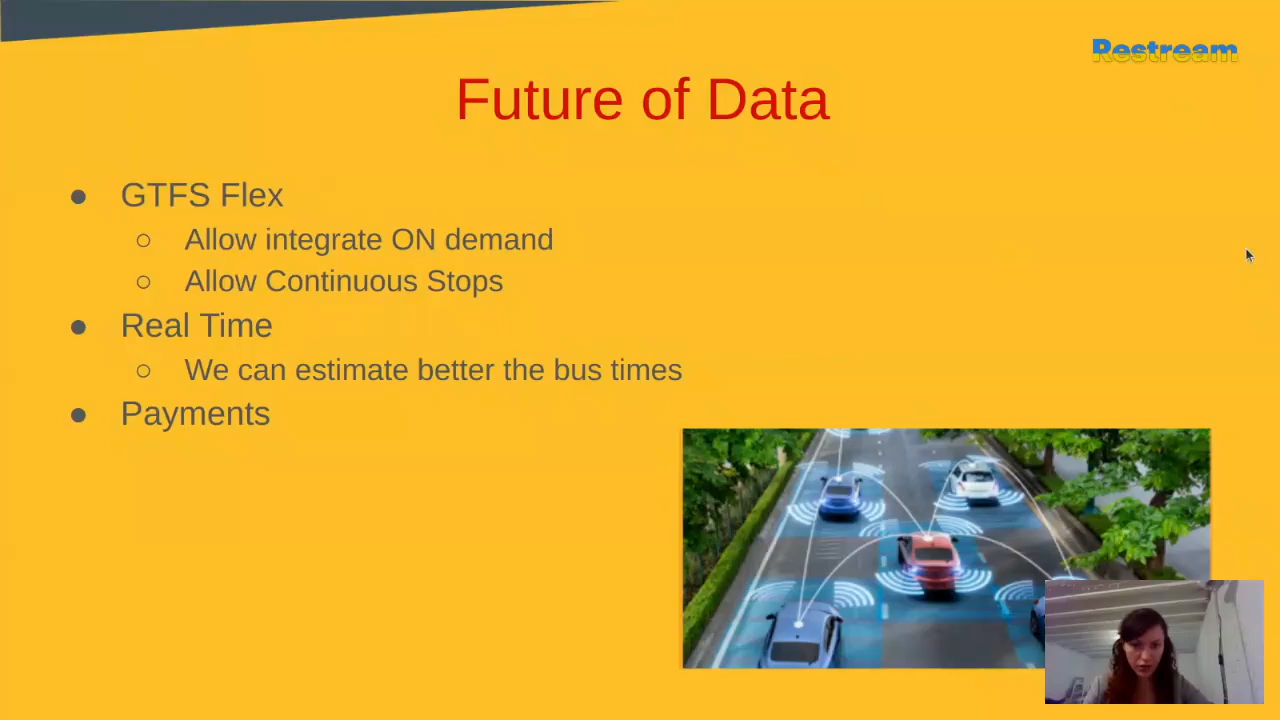 Restream
Future of Data
GTFS Flex
Allow integrate ON demand
Allow Continuous Stops
Real Time
We can estimate better the bus times
Payments